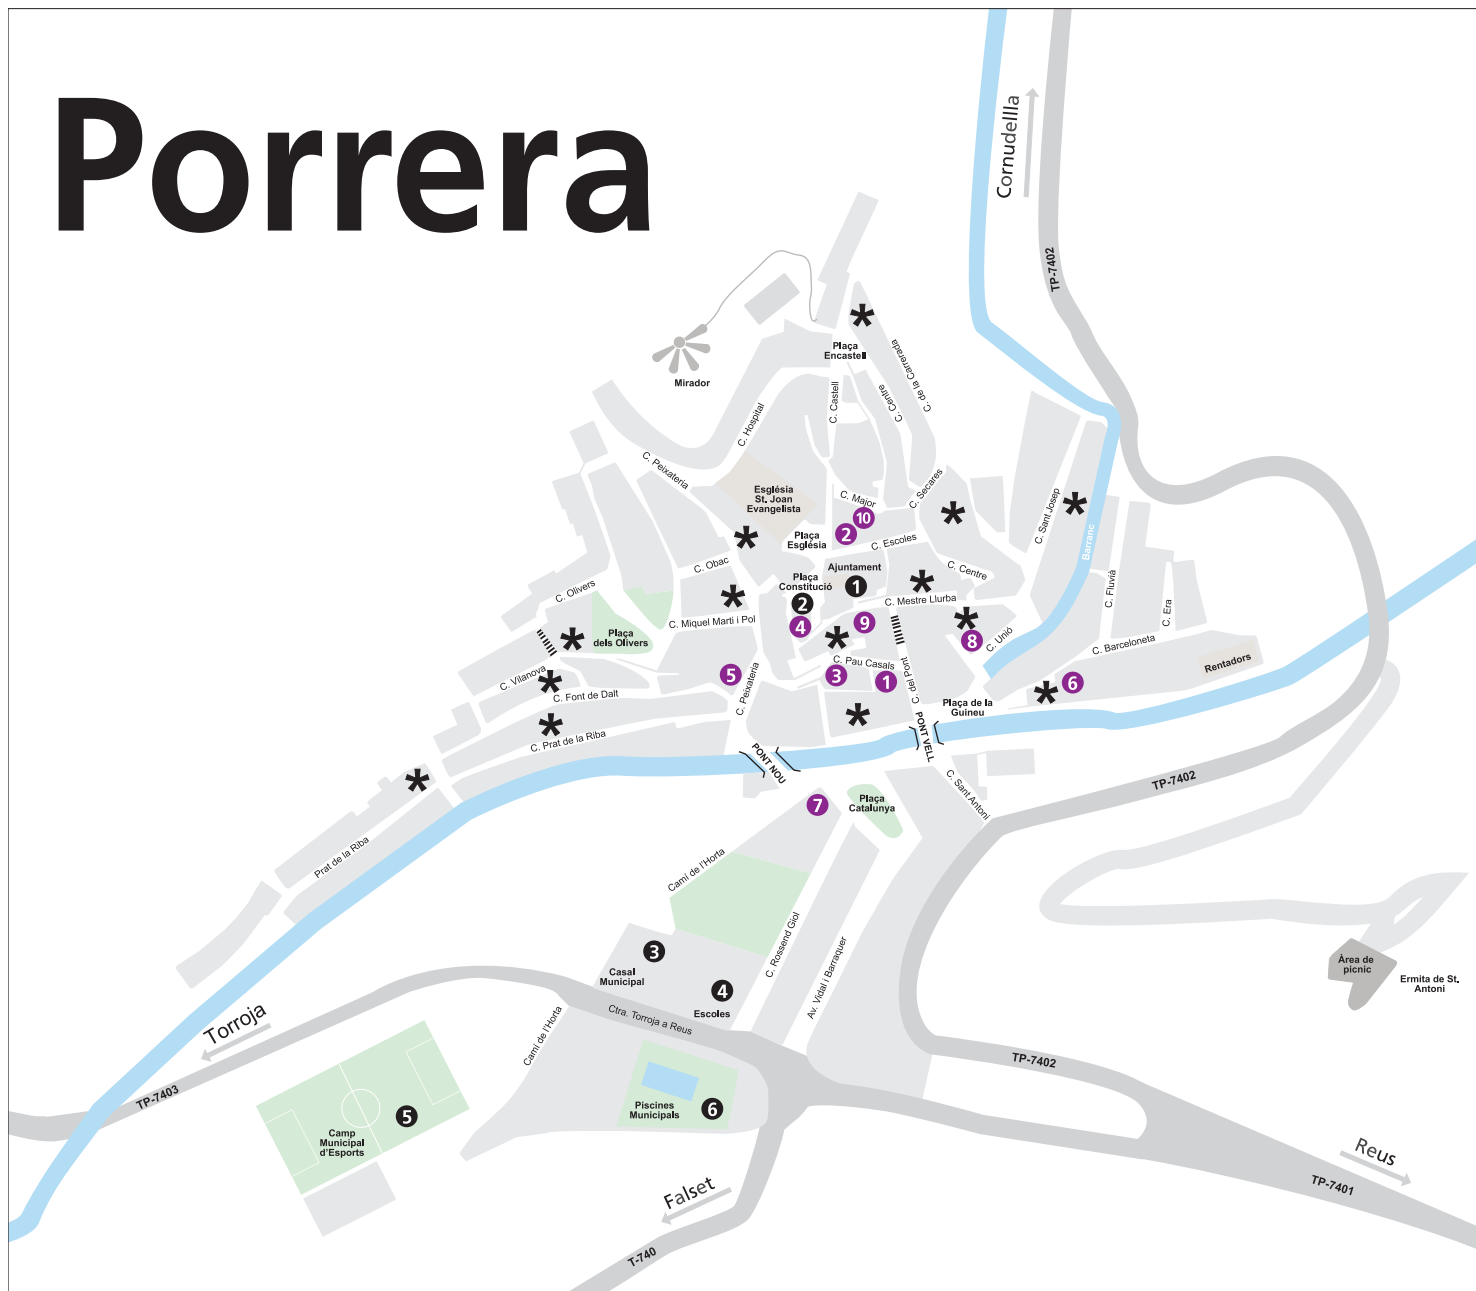 Porrera
Cornudellla
TP-7402
Plaça
Encastell
Mirador
C. de la Carrerada
C. Centre
C. Castell
C. Hospital
C. Peixateria
Església
St. Joan
Evangelista
C. Major
C. Secares
10
2
Plaça
Església
C. Escoles
C. Sant Josep
Barranc
C. Obac
Ajuntament
1
Plaça
Constitució
2
C. Centre
C. Fluvià
C. Era
C. Olivers
C. Mestre Llurba
C. Miquel Marti i Pol
4
9
8
C. Unió
Plaça
dels Olivers
C. Barceloneta
Rentadors
C. Pau Casals
C. Vilanova
5
3
1
6
C. del Pont
C. Font de Dalt
C. Peixateria
Plaça de la
Guineu
C. Prat de la Riba
PONT NOU
PONT VELL
C. Sant Antoni
TP-7402
7
Plaça
Catalunya
Prat de la Riba
Camí de l'Horta
C. Rossend Giol
Av. Vidal i Barraquer
3
Casal
Municipal
4
Escoles
Àrea de
picnic
Ermita de St.
Antoni
Torroja
Ctra. Torroja a Reus
Camí de l'Horta
TP-7402
TP-7403
5
Camp
Municipal
d'Esports
Piscines
Municipals
6
Reus
TP-7401
Falset
T-740